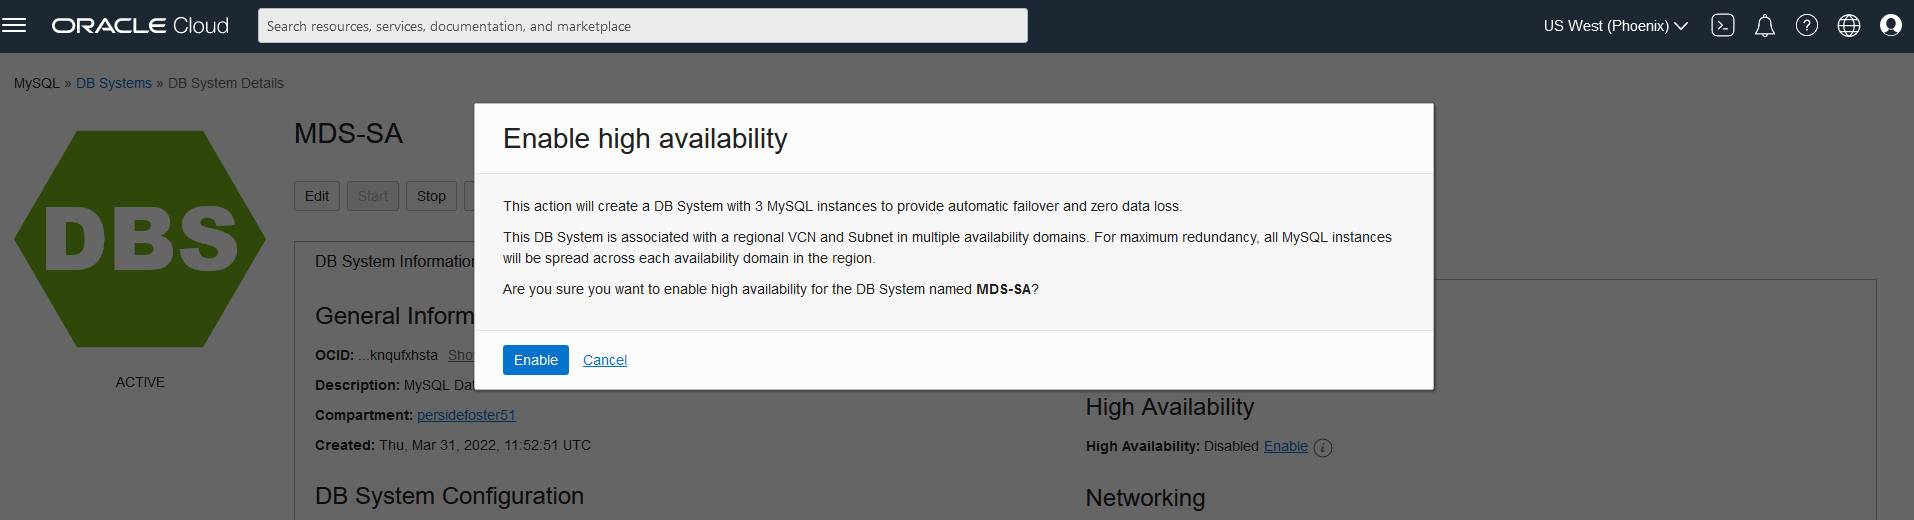 ORACLE Cloud
Search resources, services, documentation, and marketplace
US West (Phoenix)
MySQL » DB Systems » DB System Details
DBS
ACTIVE
MDS-SA
Edit
Start
Stop
DB System Information
General Inform
OCID: ...knqufxhsta Sho
Description: MySQL Dat
Compartment: persidefoster51
Created: Thu, Mar 31, 2022, 11:52:51 UTC
DB System Configuration
Enable high availability
This action will create a DB System with 3 MySQL instances to provide automatic failover and zero data loss.
This DB System is associated with a regional VCN and Subnet in multiple availability domains. For maximum redundancy, all MySQL instances
will be spread across each availability domain in the region.
Are you sure you want to enable high availability for the DB System named MDS-SA?
Enable
Cancel
High Availability
High Availability: Disabled Enable
Networking